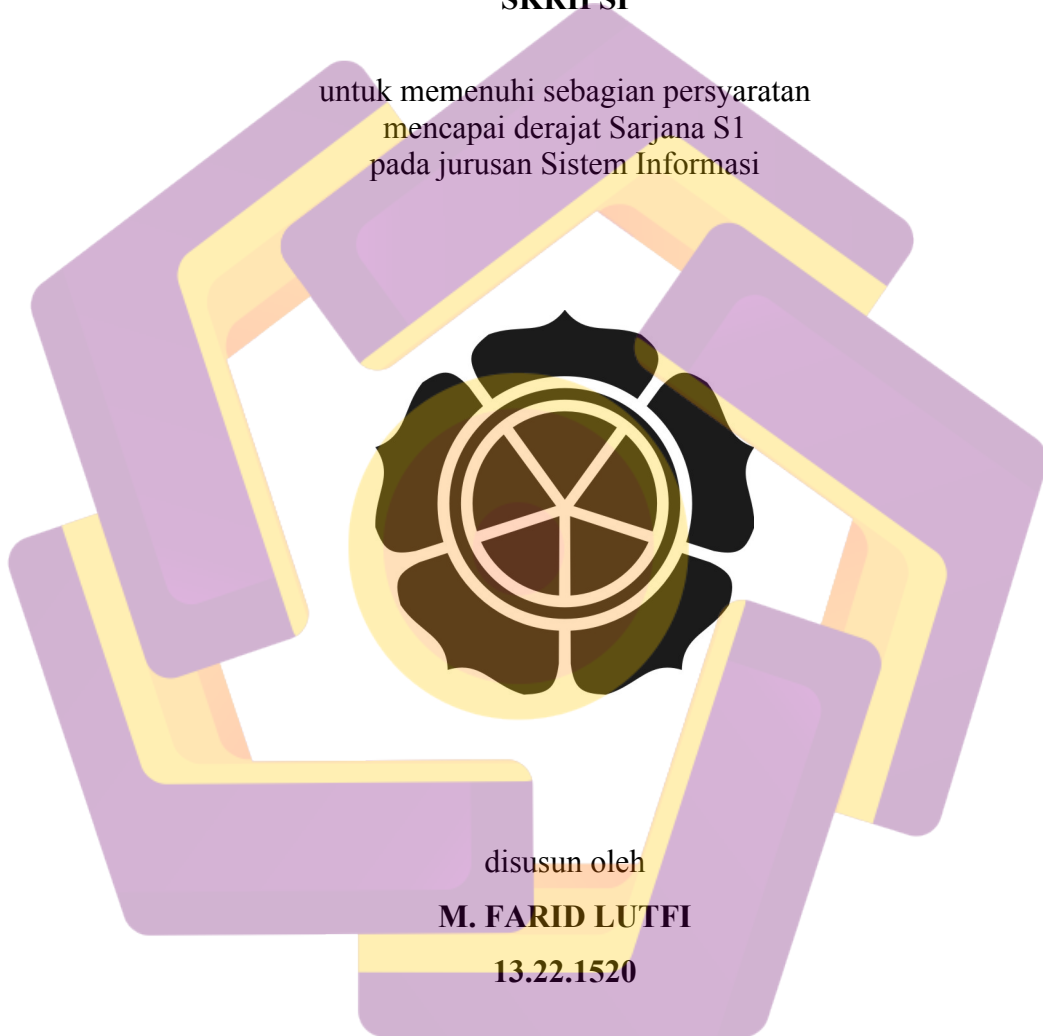 SKRIPSI
untuk memenuhi sebagian persyaratan
mencapai derajat Sarjana S1
pada jurusan Sistem Informasi
disusun oleh
M. FARID LUTFI
13.22.1520